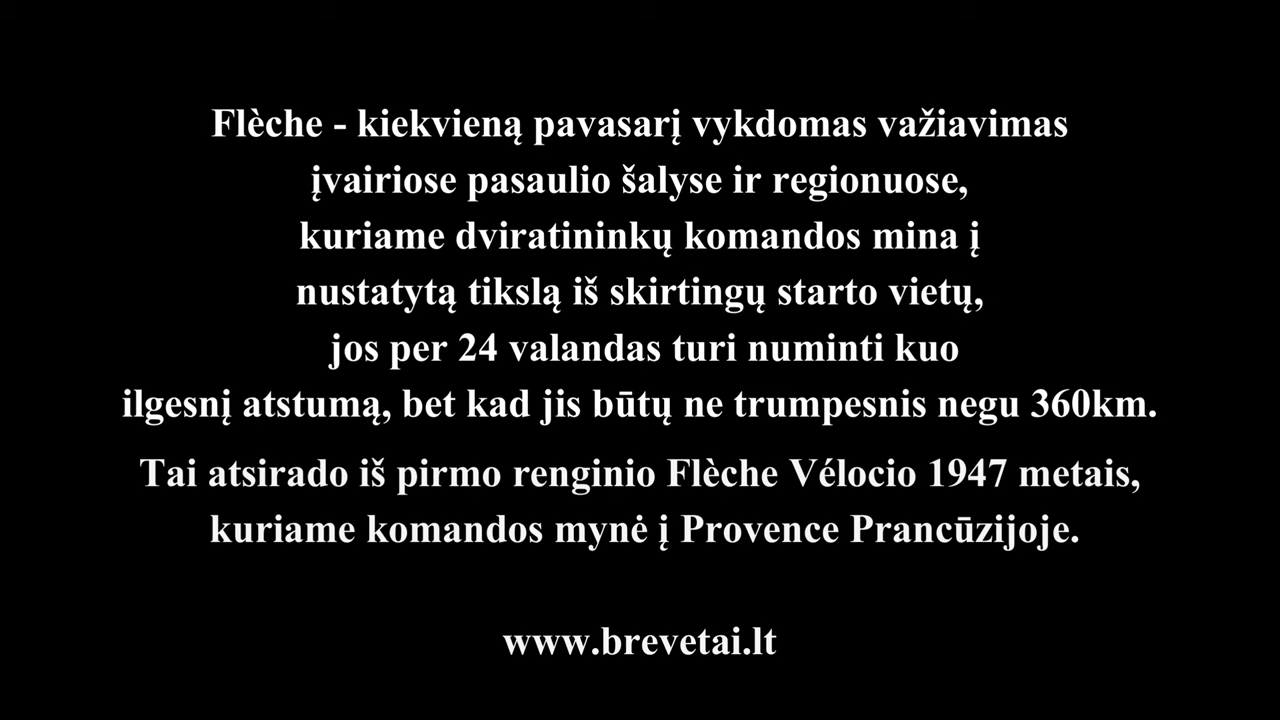 Flèche - kiekvieną pavasarį vykdomas važiavimas
įvairiose pasaulio šalyse ir regionuose,
kuriame dviratininkų komandos mina į
nustatytą tikslą iš skirtingų starto vietų,
jos per 24 valandas turi numinti kuo
ilgesnį atstumą, bet kad jis būtų ne trumpesnis negu 360km.
Tai atsirado iš pirmo renginio Flèche Vélocio 1947 metais,
kuriame komandos mynė į Provence Prancūzijoje.
www.brevetai.lt